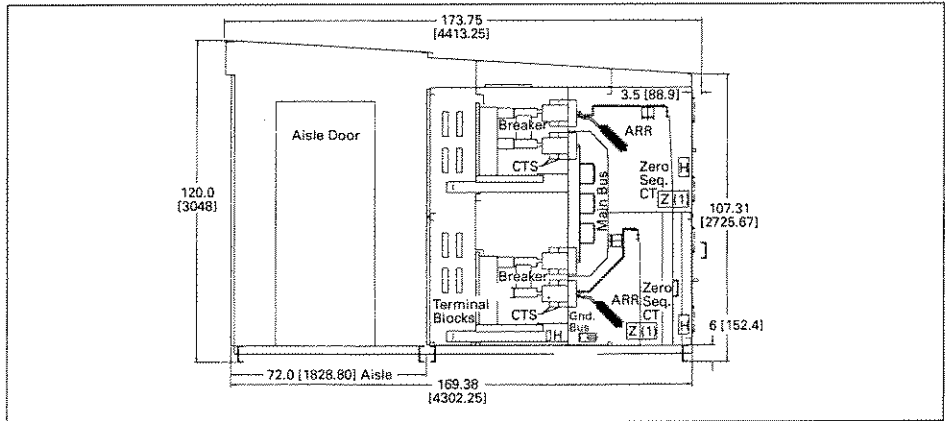 173.75
[4413.25]
3.5 [88.9]
Aisle Door
Breaker
ARR
CTS
Main Bus
Zero
Seq.
CT
H
Z (1)
120.0
[3048]
107.31
[2725.67]
Breaker
Terminal
Blocks
CTS
Gnd.
Bus
ARR
Zero
Seq.
CT
Z (1)
H
H
6 [152.4]
72.0 [1828.80] Aisle
169.38
[4302.25]